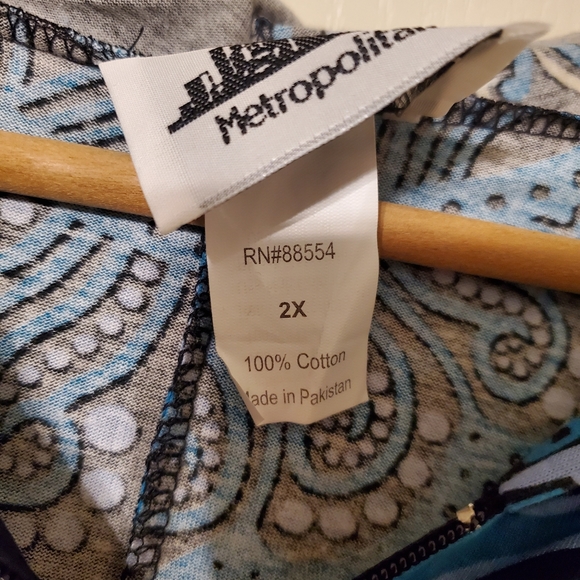 Metropolitan
RN#88554
2X
100% Cotton
Made in Pakistan